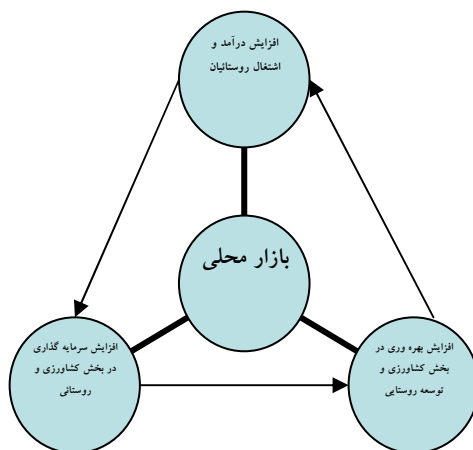 افزایش درآمد و
اشتغال روستائیان
بازار محلی
افزایش سرمایه گذاری
در بخش کشاورزی و
روستائی
افزایش بهره وری در
بخش کشاورزی و
توسعه روستایی